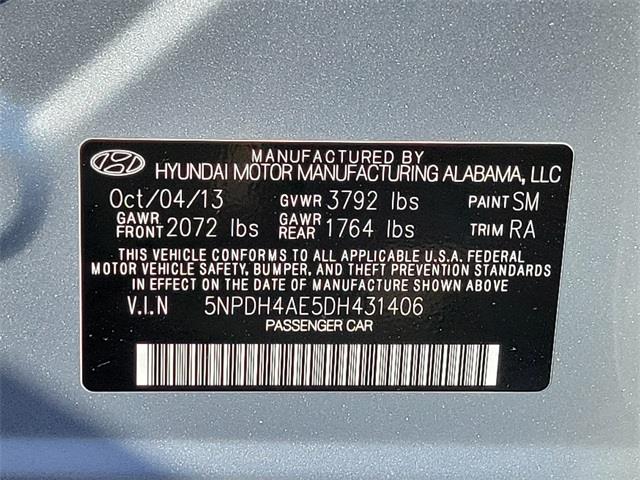 MANUFACTURED BY
HYUNDAI MOTOR MANUFACTURING ALABAMA, LLC
Oct/04/13 GVWR 3792 lbs PAINT SM
GAWR FRONT 2072 lbs GAWR REAR 1764 lbs TRIM RA
THIS VEHICLE CONFORMS TO ALL APPLICABLE U.S.A. FEDERAL
MOTOR VEHICLE SAFETY, BUMPER, AND THEFT PREVENTION STANDARDS
IN EFFECT ON THE DATE OF MANUFACTURE SHOWN ABOVE
V.I.N 5NPDH4AE5DH431406
PASSENGER CAR